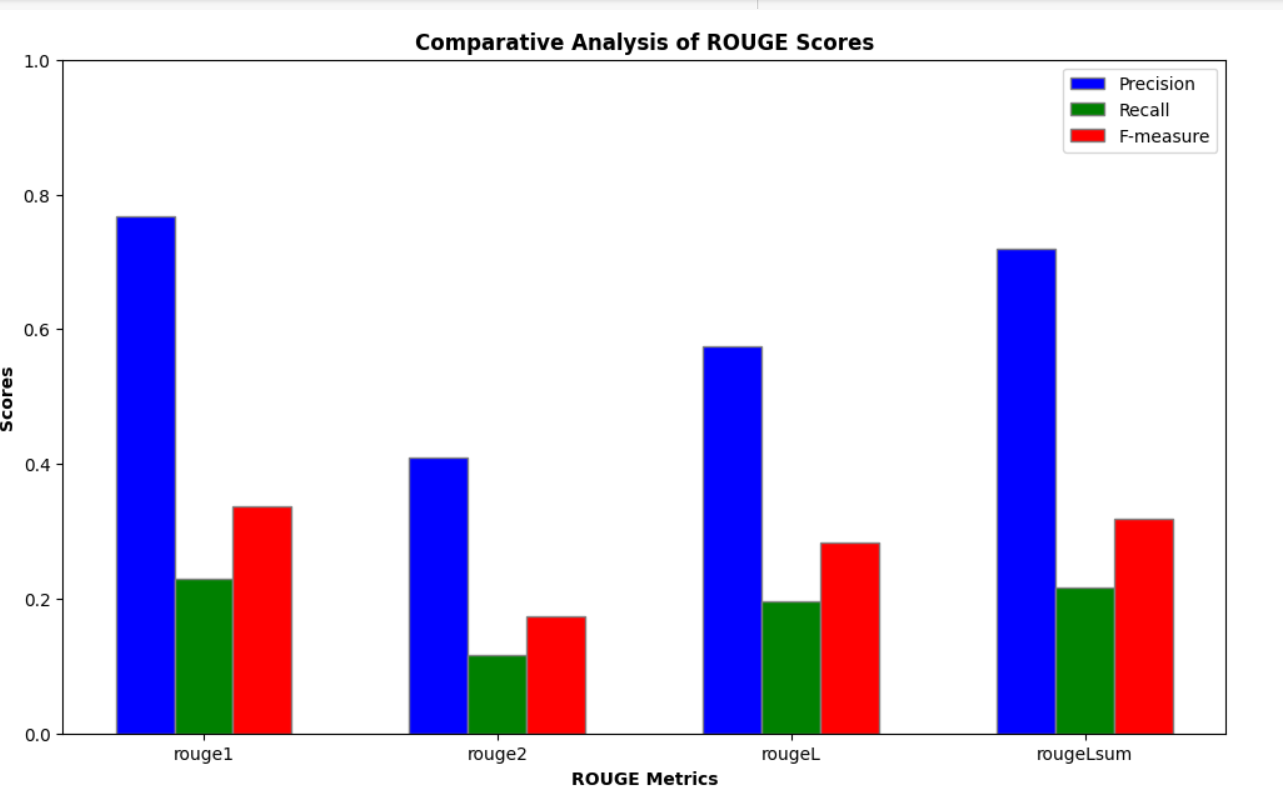 Comparative Analysis of ROUGE Scores
1.0
0.8
0.6
0.4
0.2
0.0
Scores
Precision
Recall
F-measure
rouge1
rouge2
rougeL
rougeLsum
ROUGE Metrics